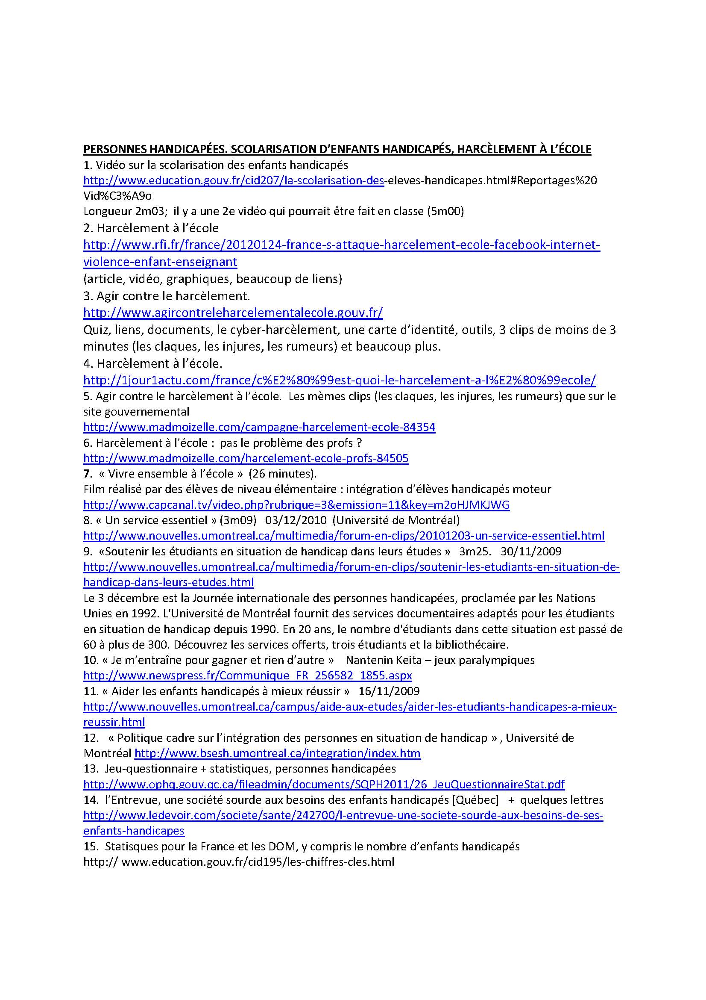 PERSONNES HANDICAPÉES. SCOLARISATION D’ENFANTS HANDICAPÉS, HARCÈLEMENT À L’ÉCOLE
1. Vidéo sur la scolarisation des enfants handicapés
http://www.education.gouv.fr/cid207/la-scolarisation-des-eleves-handicapes.html#Reportages%20
Vid%C3%A9o
Longueur 2m03;  il y a une 2e vidéo qui pourrait être fait en classe (5m00)
2. Harcèlement à l’école
http://www.rfi.fr/france/20120124-france-s-attaque-harcelement-ecole-facebook-internet-
violence-enfant-enseignant
(article, vidéo, graphiques, beaucoup de liens)
3. Agir contre le harcèlement.
http://www.agircontreleharcelementalecole.gouv.fr/
Quiz, liens, documents, le cyber-harcèlement, une carte d’identité, outils, 3 clips de moins de 3
minutes (les claques, les injures, les rumeurs) et beaucoup plus.
4. Harcèlement à l’école.
http://1jour1actu.com/france/c%E2%80%99est-quoi-le-harcelement-a-l%E2%80%99ecole/
5. Agir contre le harcèlement à l’école.  Les mèmes clips (les claques, les injures, les rumeurs) que sur le
site gouvernemental
http://www.madmoizelle.com/campagne-harcelement-ecole-84354
6. Harcèlement à l’école :  pas le problème des profs ?
http://www.madmoizelle.com/harcelement-ecole-profs-84505
7.  « Vivre ensemble à l’école »  (26 minutes).
Film réalisé par des élèves de niveau élémentaire : intégration d’élèves handicapés moteur
http://www.capcanal.tv/video.php?rubrique=3&emission=11&key=m2oHJMKJWG
8. « Un service essentiel » (3m09)   03/12/2010  (Université de Montréal)
http://www.nouvelles.umontreal.ca/multimedia/forum-en-clips/20101203-un-service-essentiel.html
9.  «Soutenir les étudiants en situation de handicap dans leurs études »   3m25.   30/11/2009
http://www.nouvelles.umontreal.ca/multimedia/forum-en-clips/soutenir-les-etudiants-en-situation-de-
handicap-dans-leurs-etudes.html
Le 3 décembre est la Journée internationale des personnes handicapées, proclamée par les Nations
Unies en 1992. L'Université de Montréal fournit des services documentaires adaptés pour les étudiants
en situation de handicap depuis 1990. En 20 ans, le nombre d'étudiants dans cette situation est passé de
60 à plus de 300. Découvrez les services offerts, trois étudiants et la bibliothécaire.
10. « Je m’entraîne pour gagner et rien d’autre »    Nantenin Keita – jeux paralympiques
http://www.newspress.fr/Communique_FR_256582_1855.aspx
11. « Aider les enfants handicapés à mieux réussir »   16/11/2009
http://www.nouvelles.umontreal.ca/campus/aide-aux-etudes/aider-les-etudiants-handicapes-a-mieux-
reussir.html
12.   « Politique cadre sur l’intégration des personnes en situation de handicap » , Université de
Montréal http://www.bsesh.umontreal.ca/integration/index.htm
13.  Jeu-questionnaire + statistiques, personnes handicapées
http://www.ophq.gouv.qc.ca/fileadmin/documents/SQPH2011/26_JeuQuestionnaireStat.pdf
14.  l’Entrevue, une société sourde aux besoins des enfants handicapés [Québec]   +  quelques lettres
http://www.ledevoir.com/societe/sante/242700/l-entrevue-une-societe-sourde-aux-besoins-de-ses-
enfants-handicapes
15.  Statisques pour la France et les DOM, y compris le nombre d’enfants handicapés
http:// www.education.gouv.fr/cid195/les-chiffres-cles.html